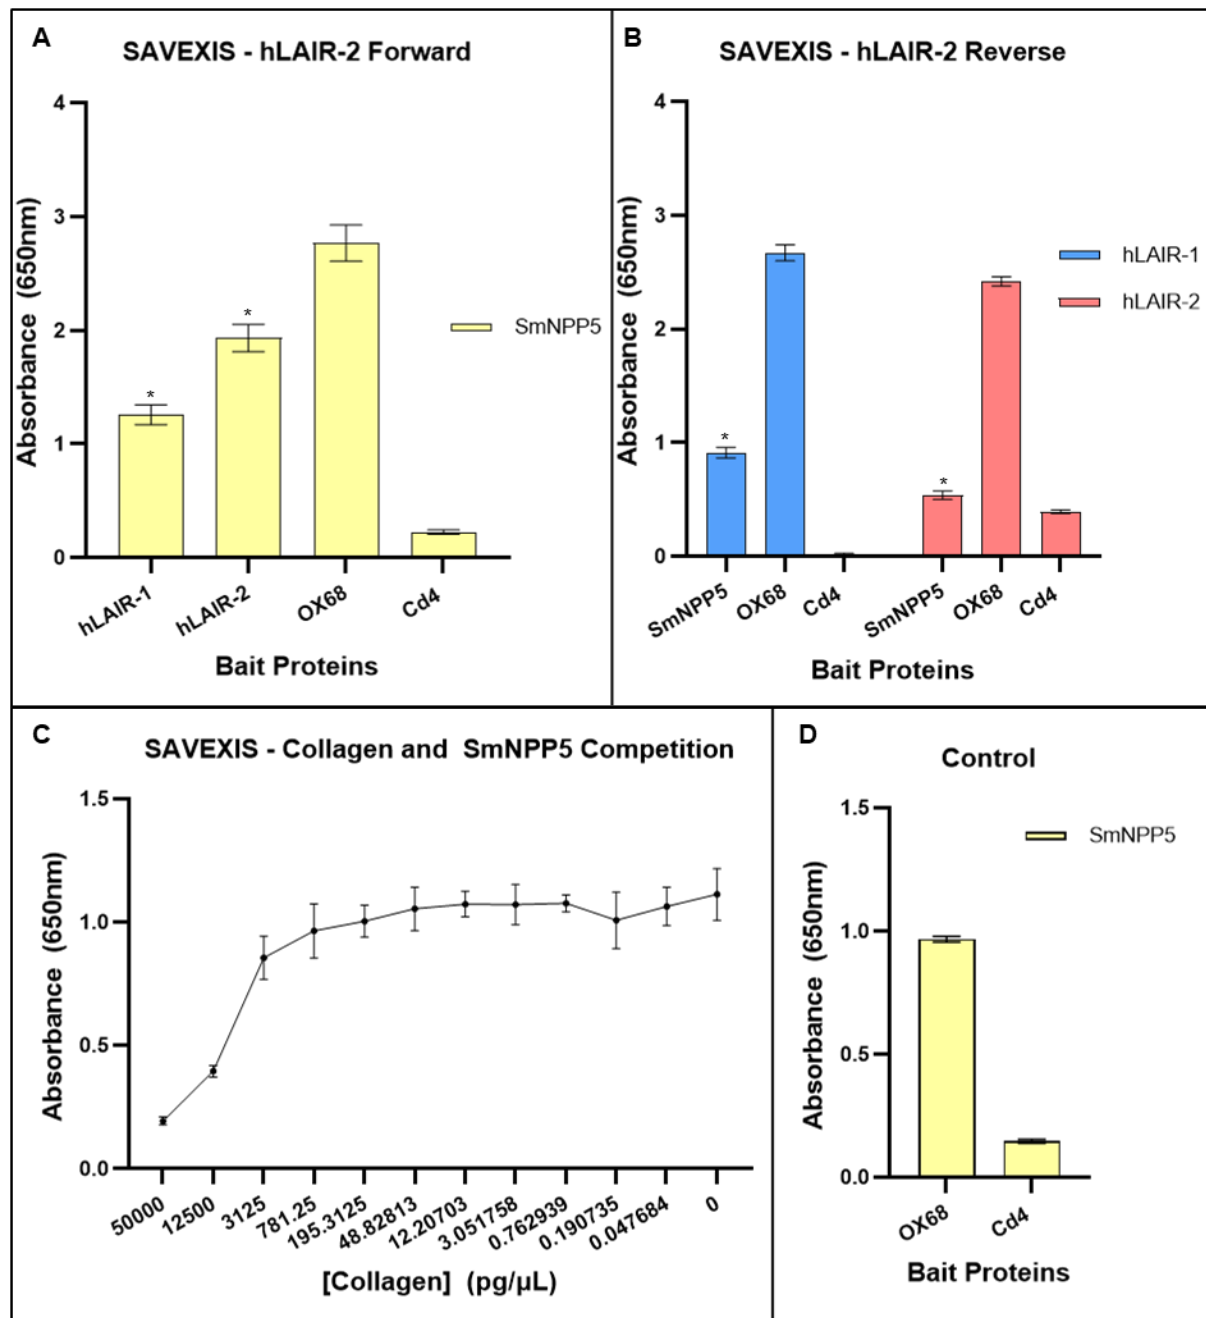 A
SAVEXIS - hLAIR-2 Forward
Absorbance (650nm)
4
3
2
1
0
*
*
SmNPP5
hLAIR-1
hLAIR-2
OX68
Cd4
Bait Proteins
B
SAVEXIS - hLAIR-2 Reverse
Absorbance (650nm)
4
3
2
1
0
*
*
hLAIR-1
hLAIR-2
SmNPP5
OX68
Cd4
SmNPP5
OX68
Cd4
Bait Proteins
C
SAVEXIS - Collagen and SmNPP5 Competition
Absorbance (650nm)
1.5
1.0
0.5
0.0
50000
12500
3125
781.25
195.3125
48.82813
12.20703
3.051758
0.762939
0.190735
0.047684
0
[Collagen] (pg/µL)
D
Control
Absorbance (650nm)
1.5
1.0
0.5
0.0
SmNPP5
OX68
Cd4
Bait Proteins